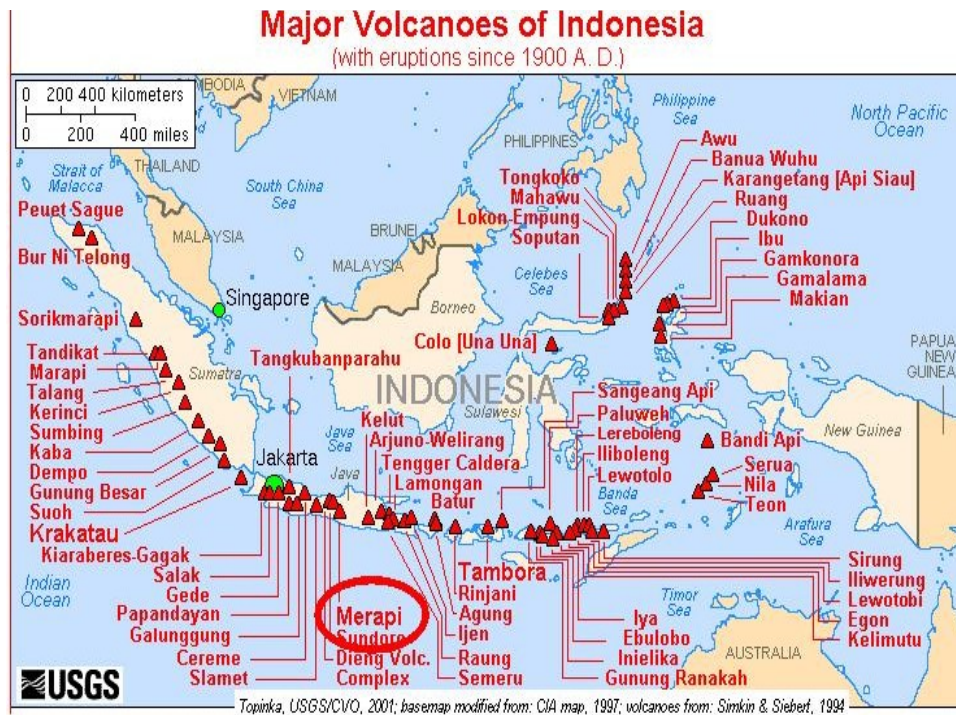 Major Volcanoes of Indonesia
(with eruptions since 1900 A. D.)
0 200 400 kilometers
0 200 400 miles
CAMBODIA
VIETNAM
THAILAND
Strait of
Malacca
South China
Sea
MALAYSIA
BRUNEI
MALAYSIA
PHILIPPINES
Philippine
Sea
North Pacific
Ocean
Celebes
Sea
Borneo
Singapore
Sumatra
INDONESIA
Sulawesi
Java
Sea
Jakarta
Java
Banda
Sea
New Guinea
PAPUA
NEW
GUINEA
Arafura
Sea
Timor
Sea
AUSTRALIA
Indian
Ocean
Peuet Sague
Bur Ni Telong
Sorikmarapi
Tandikat
Marapi
Talang
Kerinci
Sumbing
Kaba
Dempo
Gunung Besar
Suoh
Krakatau
Kiaraberes-Gagak
Salak
Gede
Papandayan
Galunggung
Cereme
Slamet
Tangkubanparahu
Merapi
Sundoro
Dieng Volc.
Complex
Kelut
Arjuno-Welirang
Tengger Caldera
Lamongan
Batur
Tambora
Rinjani
Agung
Ijen
Raung
Semeru
Tongkoko
Mahawu
Lokon-Empung
Soputan
Colo [Una Una]
Awu
Banua Wuhu
Karangetang [Api Siau]
Ruang
Dukono
Ibu
Gamkonora
Gamalama
Makian
Sangeang Api
Paluweh
Lereboleng
Iliboleng
Lewotolo
Bandi Api
Serua
Nila
Teon
Sirung
Iliwerung
Lewotobi
Egon
Kelimutu
Iya
Ebulobo
Inielika
Gunung Ranakah
USGS
Topinka, USGS/CVO, 2001; basemap modified from: CIA map, 1997; volcanoes from: Simkin & Siebert, 1994